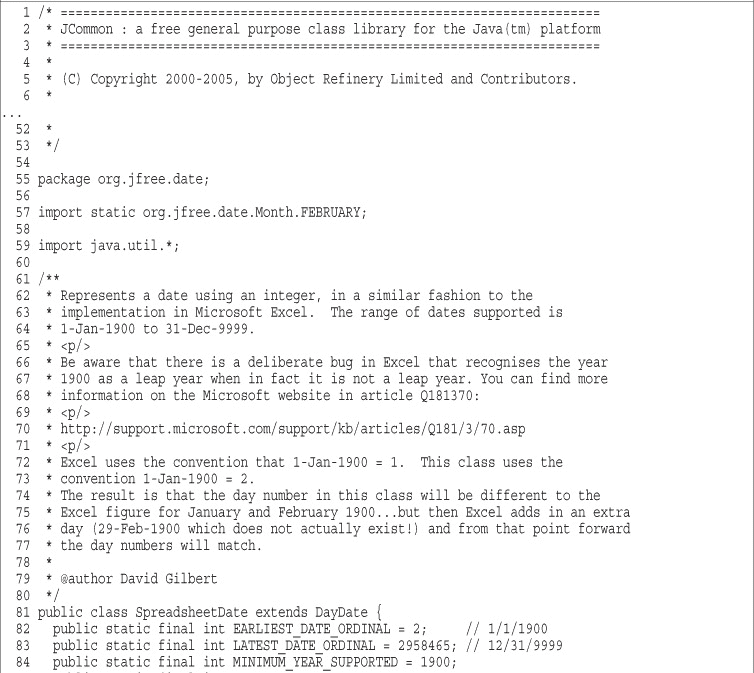 1 /* ========================================================================
2 * JCommon : a free general purpose class library for the Java(tm) platform
3 * ========================================================================
4 *
5 * (C) Copyright 2000-2005, by Object Refinery Limited and Contributors.
6 *
...
52 *
53 */
54
55 package org.jfree.date;
56
57 import static org.jfree.date.Month.FEBRUARY;
58
59 import java.util.*;
60
61 /**
62 * Represents a date using an integer, in a similar fashion to the
63 * implementation in Microsoft Excel. The range of dates supported is
64 * 1-Jan-1900 to 31-Dec-9999.
65 * <p/>
66 * Be aware that there is a deliberate bug in Excel that recognises the year
67 * 1900 as a leap year when in fact it is not a leap year. You can find more
68 * information on the Microsoft website in article Q181370:
69 * <p/>
70 * http://support.microsoft.com/support/kb/articles/Q181/3/70.asp
71 * <p/>
72 * Excel uses the convention that 1-Jan-1900 = 1. This class uses the
73 * convention 1-Jan-1900 = 2.
74 * The result is that the day number in this class will be different to the
75 * Excel figure for January and February 1900...but then Excel adds in an extra
76 * day (29-Feb-1900 which does not actually exist!) and from that point forward
77 * the day numbers will match.
78 *
79 * @author David Gilbert
80 */
81 public class SpreadsheetDate extends DayDate {
82 public static final int EARLIEST_DATE_ORDINAL = 2; // 1/1/1900
83 public static final int LATEST_DATE_ORDINAL = 2958465; // 12/31/9999
84 public static final int MINIMUM_YEAR_SUPPORTED = 1900;